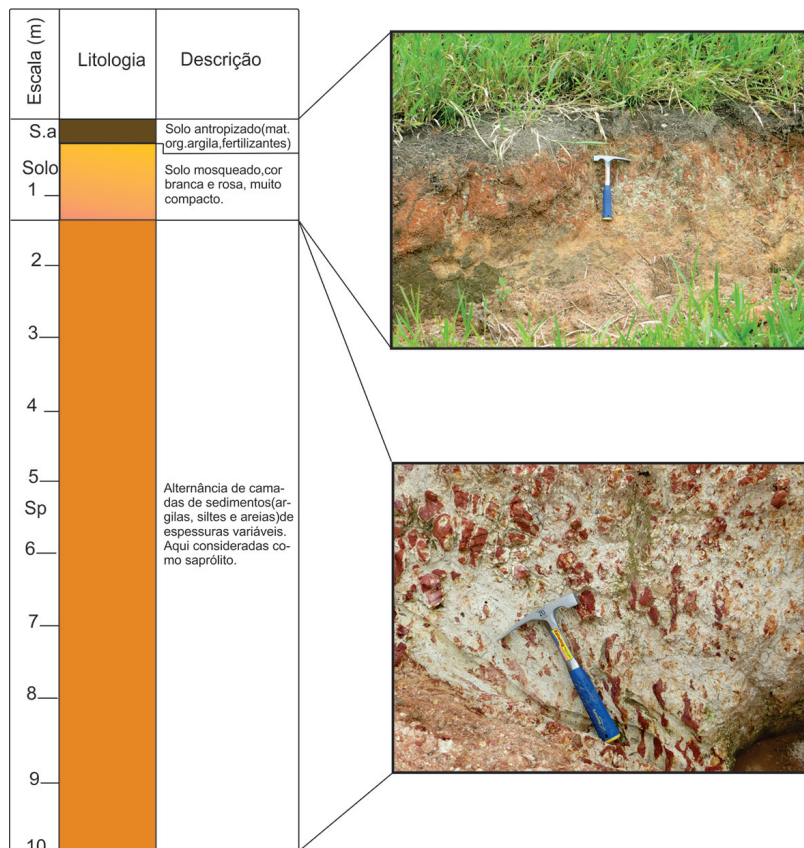 Escala (m)
Litologia
Descrição
S.a
Solo antropizado(mat.
org.argila,fertilizantes)
Solo
1
Solo mosqueado,cor
branca e rosa, muito
compacto.
2
3
4
5
Sp
6
7
8
9
10
Alternância de cama-
das de sedimentos(ar-
gilas, siltes e areias)de
espessuras variáveis.
Aqui consideradas co-
mo saprólito.